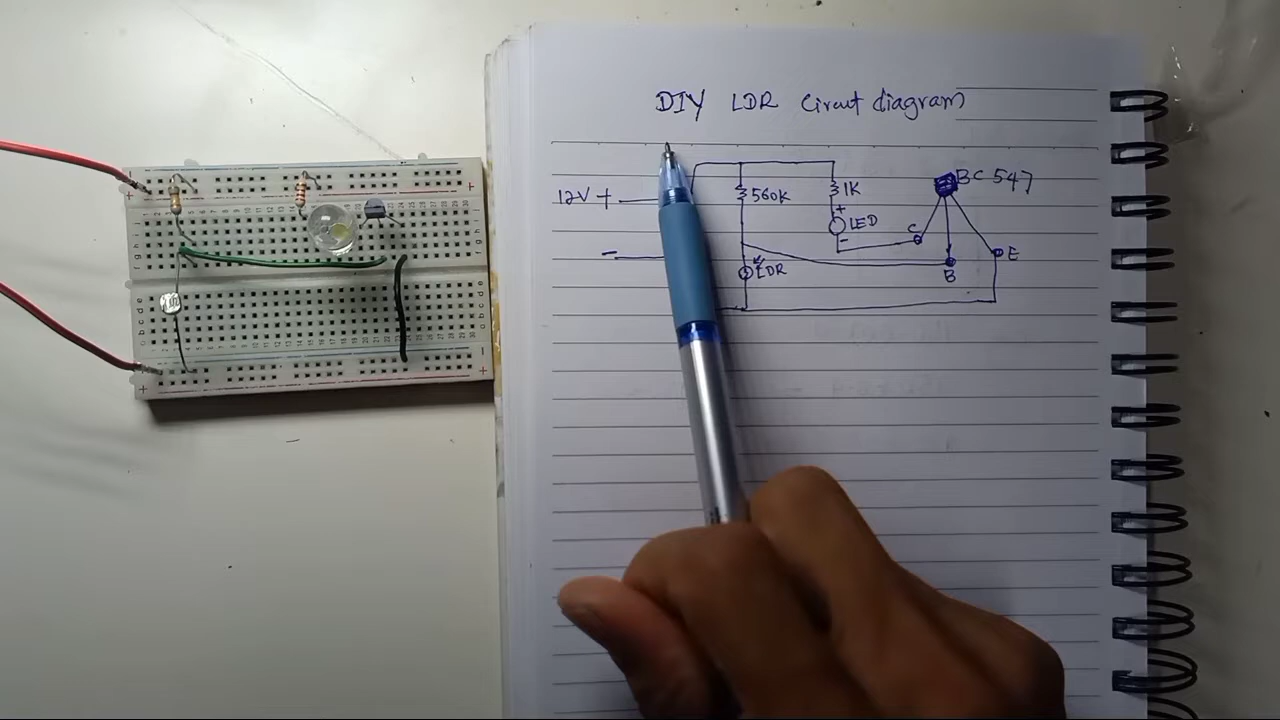 DIY LDR Circut diagram
12V +
560K
1K
BC 547
+
LED
-
C
-
LDR
B
E